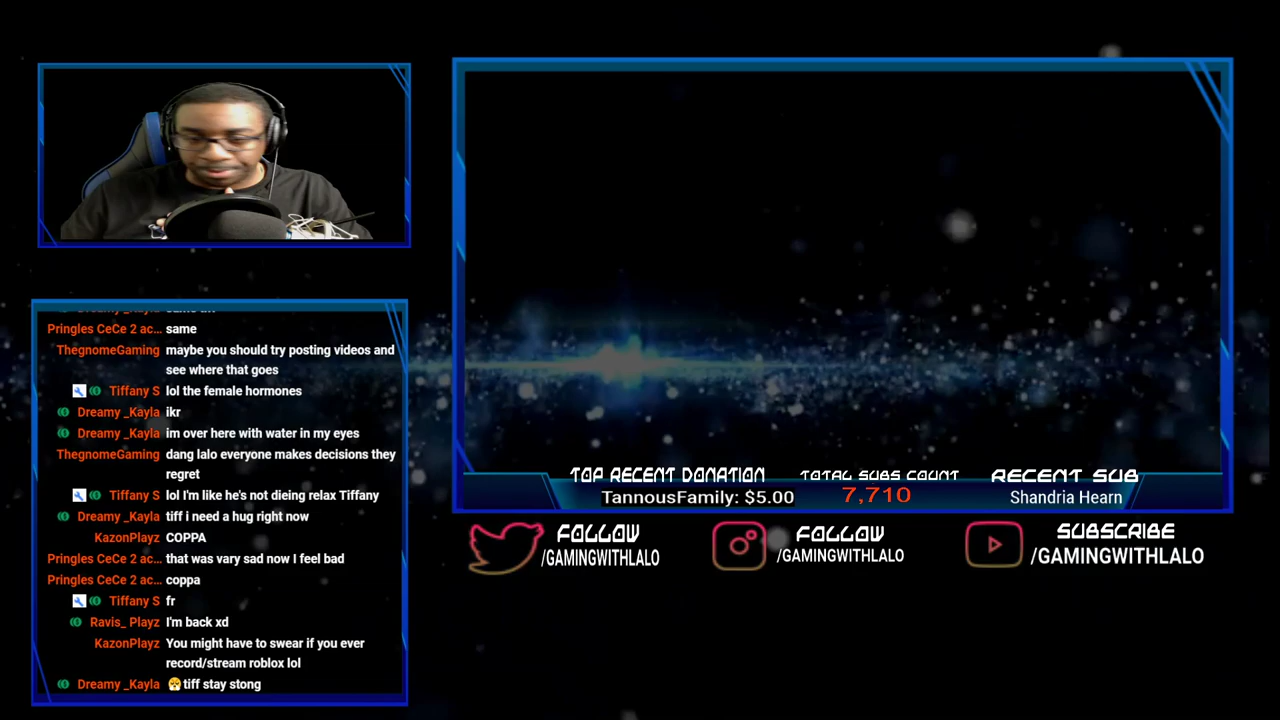 Pringles CeCe 2 ac... same
ThegnomeGaming maybe you should try posting videos and
see where that goes
Tiffany S lol the female hormones
Dreamy _Kayla ikr
Dreamy _Kayla im over here with water in my eyes
ThegnomeGaming dang lalo everyone makes decisions they
regret
Tiffany S lol I'm like he's not dieing relax Tiffany
Dreamy _Kayla tiff i need a hug right now
KazonPlayz COPPA
Pringles CeCe 2 ac... that was vary sad now I feel bad
Pringles CeCe 2 ac... coppa
Tiffany S fr
Ravis_ Playz I'm back xd
KazonPlayz You might have to swear if you ever
record/stream roblox lol
Dreamy _Kayla 😤tiff stay stong
TOP RECENT DONATION
TannousFamily: $5.00
TOTAL SUBS COUNT
7,710
RECENT SUB
Shandria Hearn
FOLLOW
/GAMINGWITHLALO
FOLLOW
/GAMINGWITHLALO
SUBSCRIBE
/GAMINGWITHLALO